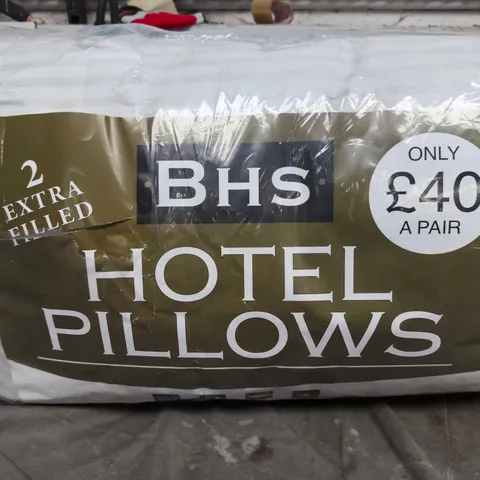 2
EXTRA
FILLED
BHS
ONLY
£40
A PAIR
HOTEL
PILLOWS